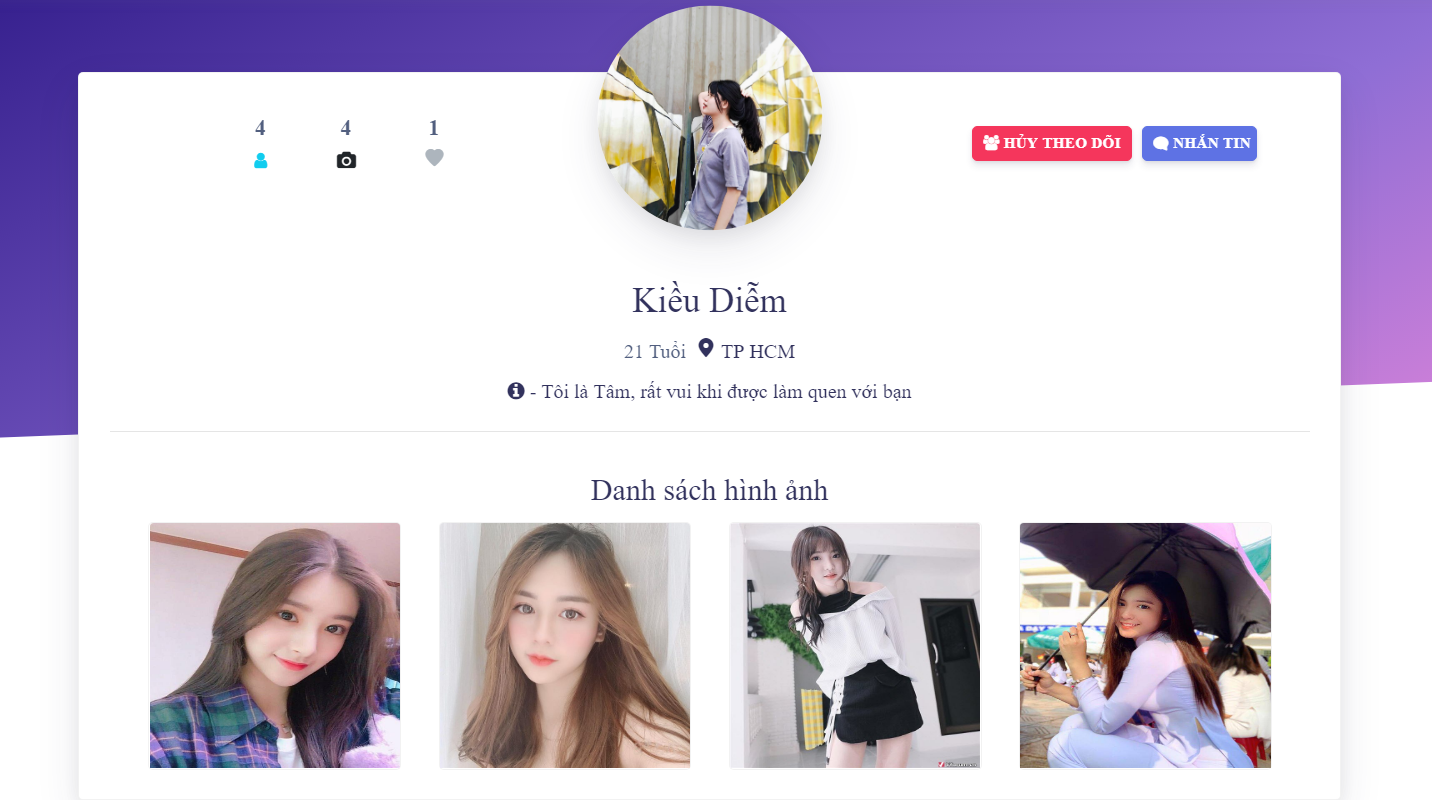 4
4
1
HỦY THEO DÕI
NHẮN TIN
Kiều Diễm
21 Tuổi TP HCM
- Tôi là Tâm, rất vui khi được làm quen với bạn
Danh sách hình ảnh